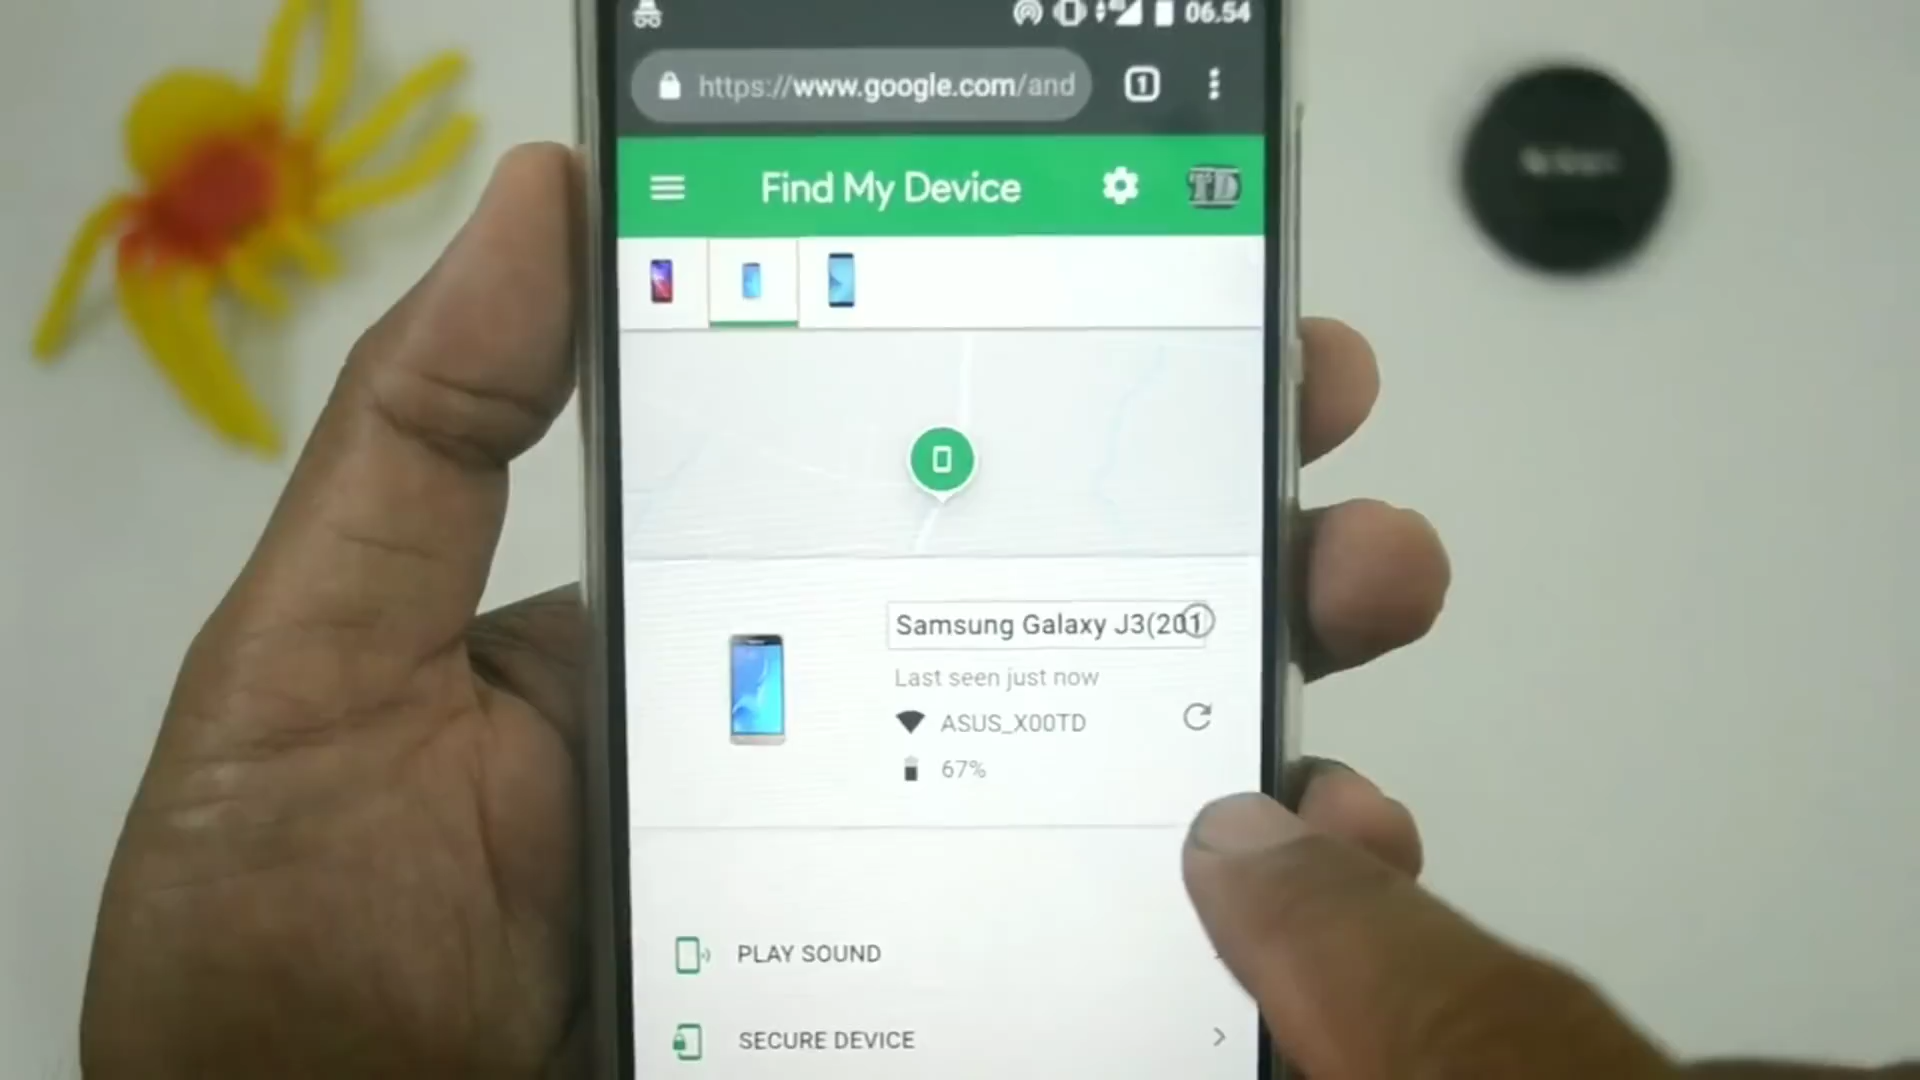 06.54
https://www.google.com/and
1
Find My Device
TD
Samsung Galaxy J3(201
Last seen just now
ASUS_X00TD
67%
PLAY SOUND
SECURE DEVICE